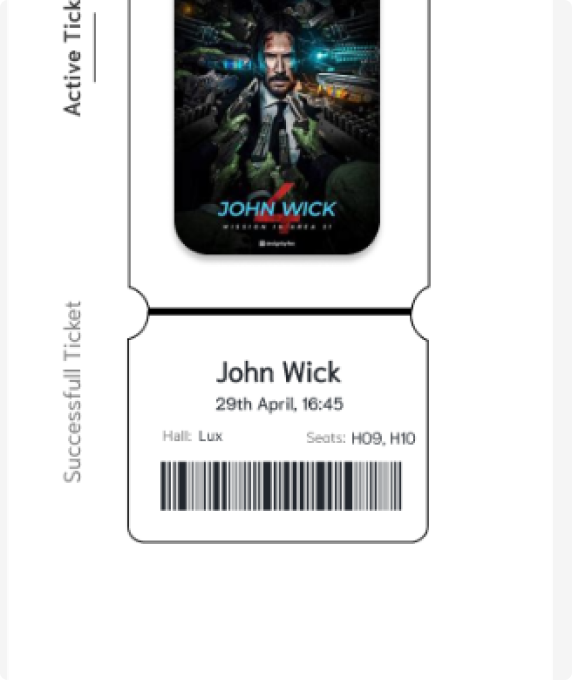 Active Tick
Successfull Ticket
JOHN WICK
4
MISSION IN AREA 51
John Wick
29th April, 16:45
Hall: Lux
Seats: H09, H10